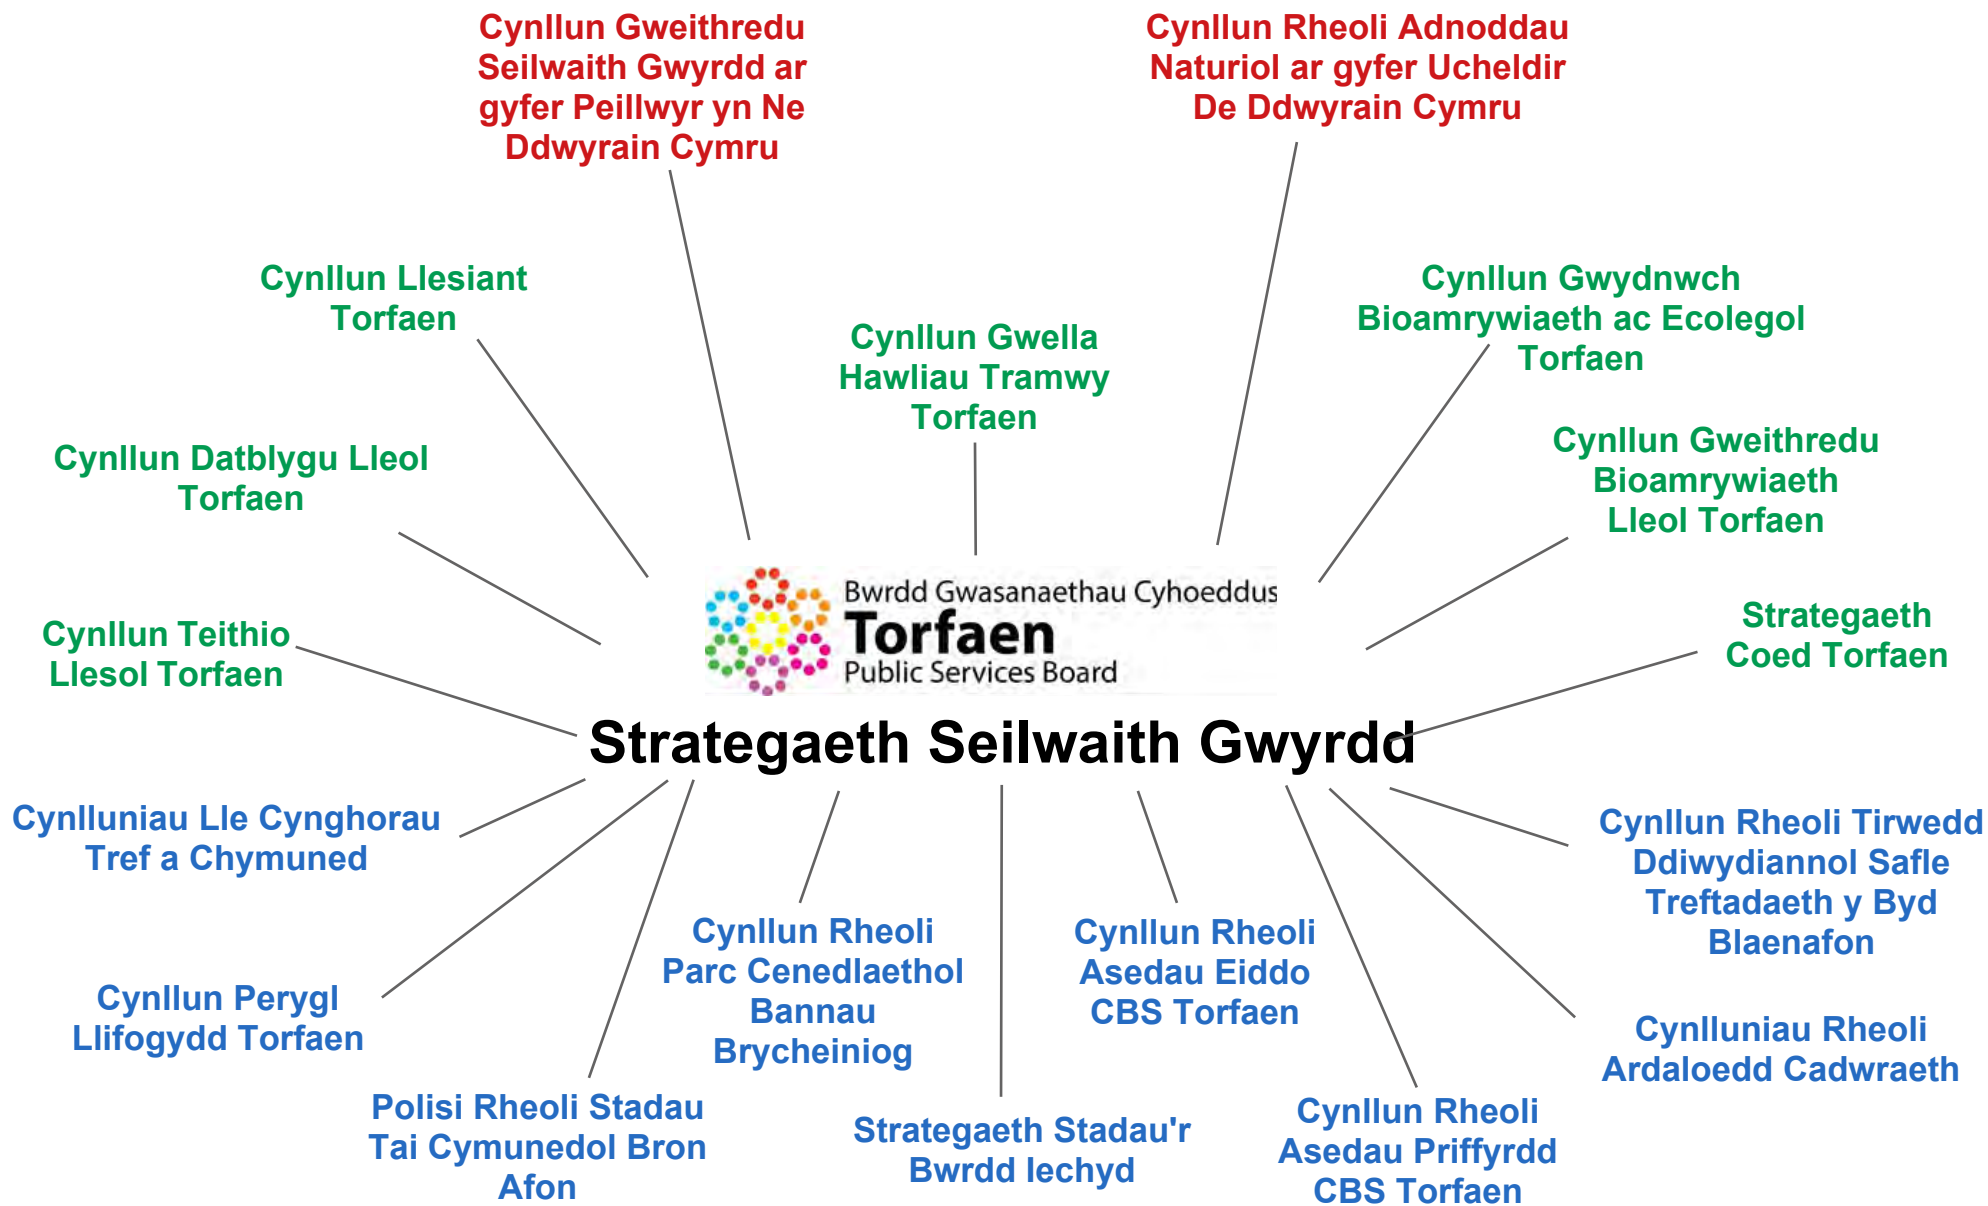 Cynllun Gweithredu
Seilwaith Gwyrdd ar
gyfer Peillwyr yn Ne
Ddwyrain Cymru
Cynllun Rheoli Adnoddau
Naturiol ar gyfer Ucheldir
De Ddwyrain Cymru
Cynllun Llesiant
Torfaen
Cynllun Gwella
Hawliau Tramwy
Torfaen
Cynllun Gwydnwch
Bioamrywiaeth ac Ecolegol
Torfaen
Cynllun Datblygu Lleol
Torfaen
Cynllun Gweithredu
Bioamrywiaeth
Lleol Torfaen
Cynllun Teithio
Llesol Torfaen
Bwrdd Gwasanaethau Cyhoeddus
Torfaen
Public Services Board
Strategaeth
Coed Torfaen
Strategaeth Seilwaith Gwyrdd
Cynlluniau Lle Cynghorau
Tref a Chymuned
Cynllun Rheoli Tirwedd
Ddiwydiannol Safle
Treftadaeth y Byd
Blaenafon
Cynllun Perygl
Llifogydd Torfaen
Cynllun Rheoli
Parc Cenedlaethol
Bannau
Brycheiniog
Cynllun Rheoli
Asedau Eiddo
CBS Torfaen
Cynlluniau Rheoli
Ardaloedd Cadwraeth
Polisi Rheoli Stadau
Tai Cymunedol Bron
Afon
Strategaeth Stadau'r
Bwrdd Iechyd
Cynllun Rheoli
Asedau Priffyrdd
CBS Torfaen